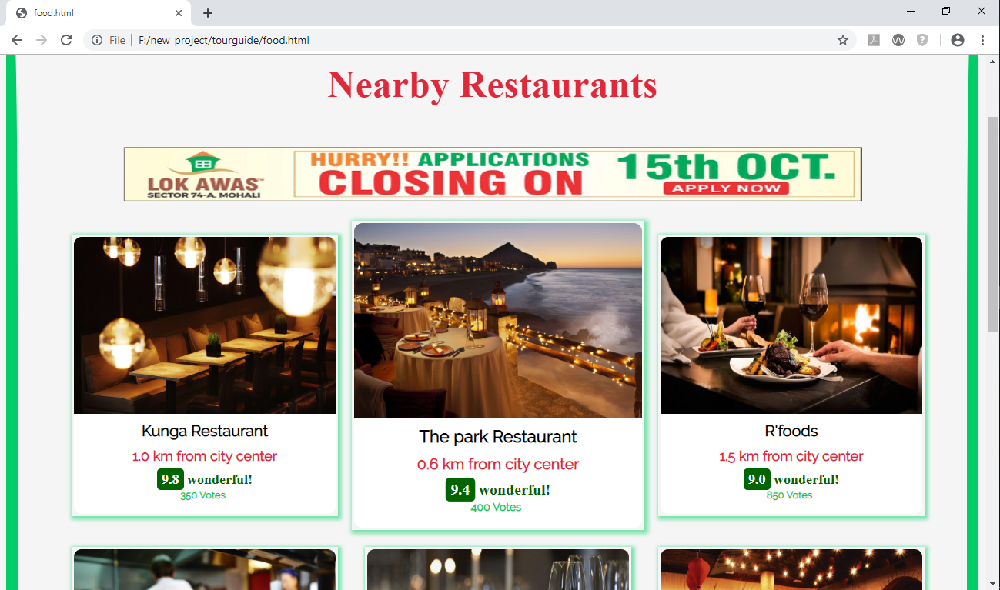 food.html
File
F:/new_project/tourguide/food.html
Nearby Restaurants
LOK AWAS™
SECTOR 74-A, MOHALI
HURRY!! APPLICATIONS
CLOSING ON
15th OCT.
APPLY NOW
Kunga Restaurant
1.0 km from city center
9.8 wonderful!
350 Votes
The park Restaurant
0.6 km from city center
9.4 wonderful!
400 Votes
R'foods
1.5 km from city center
9.0 wonderful!
850 Votes